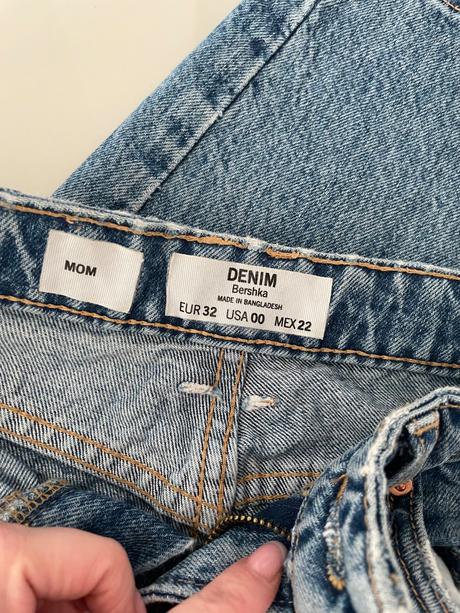 MOM
DENIM
Bershka
MADE IN BANGLADESH
EUR 32 USA 00 MEX 22